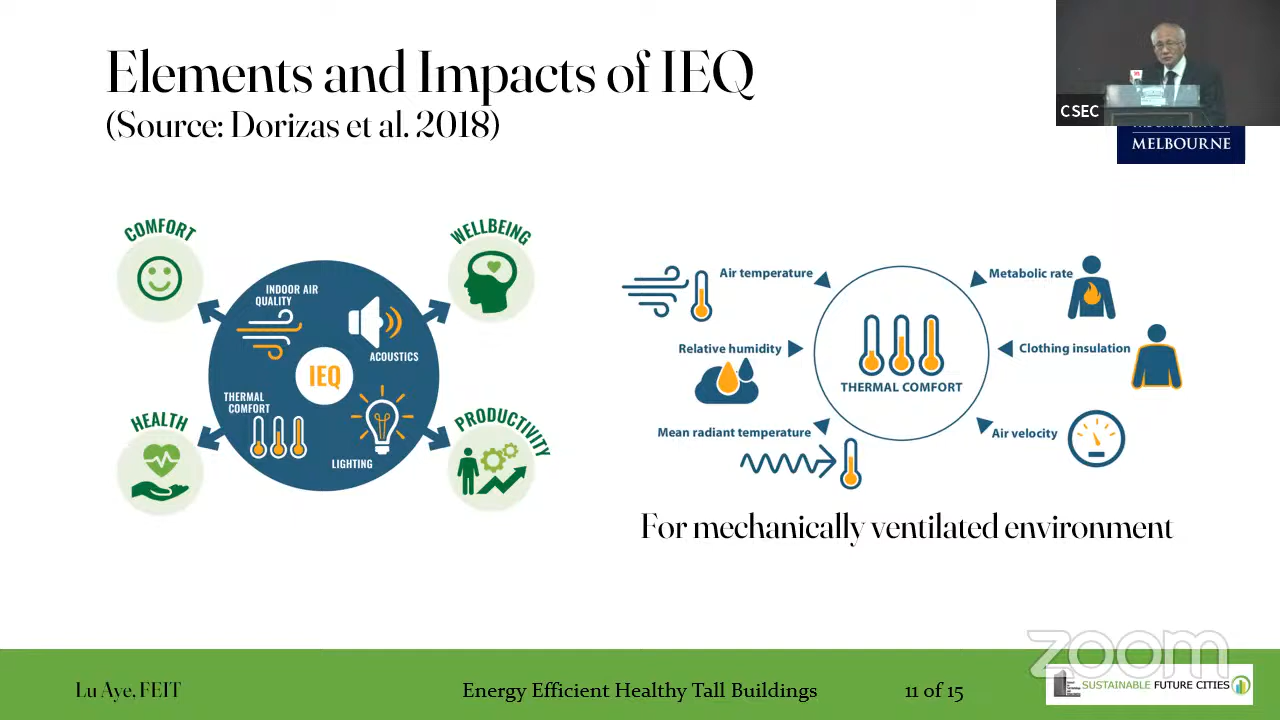 Elements and Impacts of IEQ
(Source: Dorizas et al. 2018)
CSEC
MELBOURNE
COMFORT
WELLBEING
INDOOR AIR
QUALITY
ACOUSTICS
IEQ
THERMAL
COMFORT
LIGHTING
HEALTH
PRODUCTIVITY
Air temperature
Metabolic rate
Relative humidity
Clothing insulation
THERMAL COMFORT
Mean radiant temperature
Air velocity
For mechanically ventilated environment
zoom
Lu Aye, FEIT
Energy Efficient Healthy Tall Buildings
11 of 15
SUSTAINABLE FUTURE CITIES